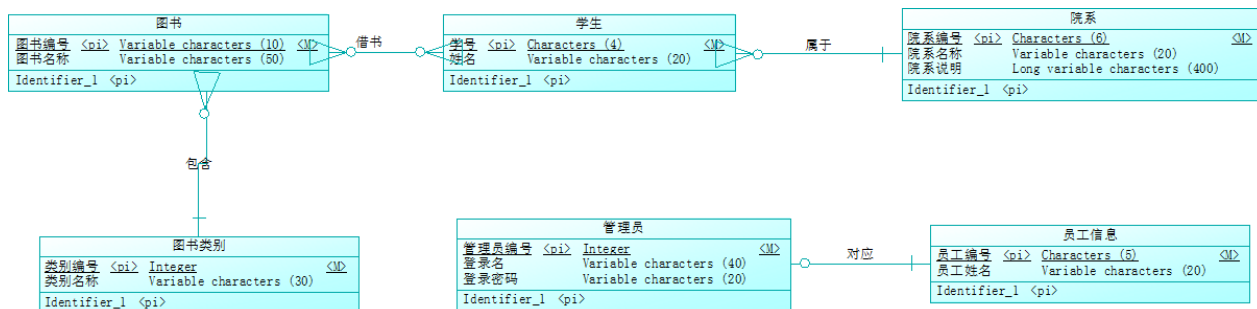 图书
图书编号 <pi> Variable characters (10) <M>
图书名称 Variable characters (50)
Identifier_1 <pi>
借书
学生
学号 <pi> Characters (4) <M>
姓名 Variable characters (20)
Identifier_1 <pi>
属于
院系
院系编号 <pi> Characters (6) <M>
院系名称 Variable characters (20)
院系说明 Long variable characters (400)
Identifier_1 <pi>
包含
图书类别
类别编号 <pi> Integer <M>
类别名称 Variable characters (30)
Identifier_1 <pi>
管理员
管理员编号 <pi> Integer <M>
登录名 Variable characters (40)
登录密码 Variable characters (20)
Identifier_1 <pi>
对应
员工信息
员工编号 <pi> Characters (5) <M>
员工姓名 Variable characters (20)
Identifier_1 <pi>